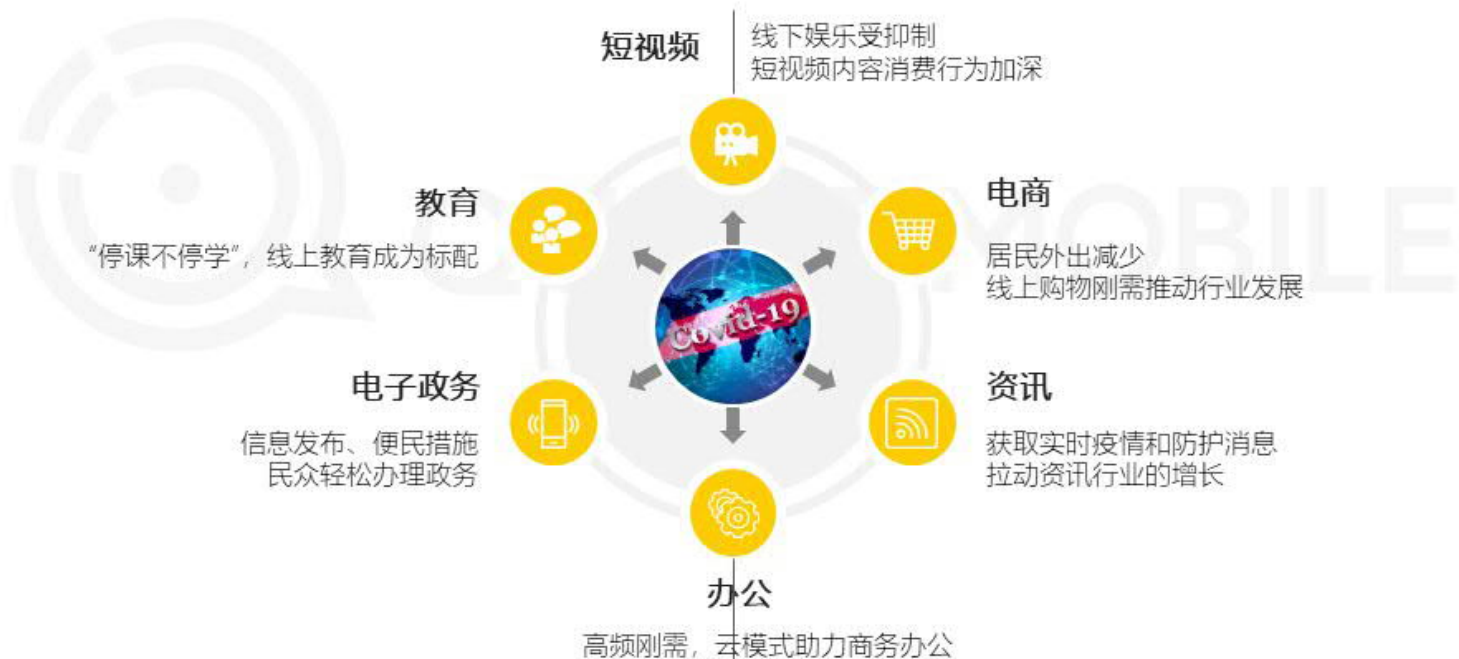 短视频
线下娱乐受抑制
短视频内容消费行为加深
教育
“停课不停学”，线上教育成为标配
电商
居民外出减少
线上购物刚需推动行业发展
Covid-19
电子政务
信息发布、便民措施
民众轻松办理政务
资讯
获取实时疫情和防护消息
拉动资讯行业的增长
办公
高频刚需，云模式助力商务办公
MOBILE